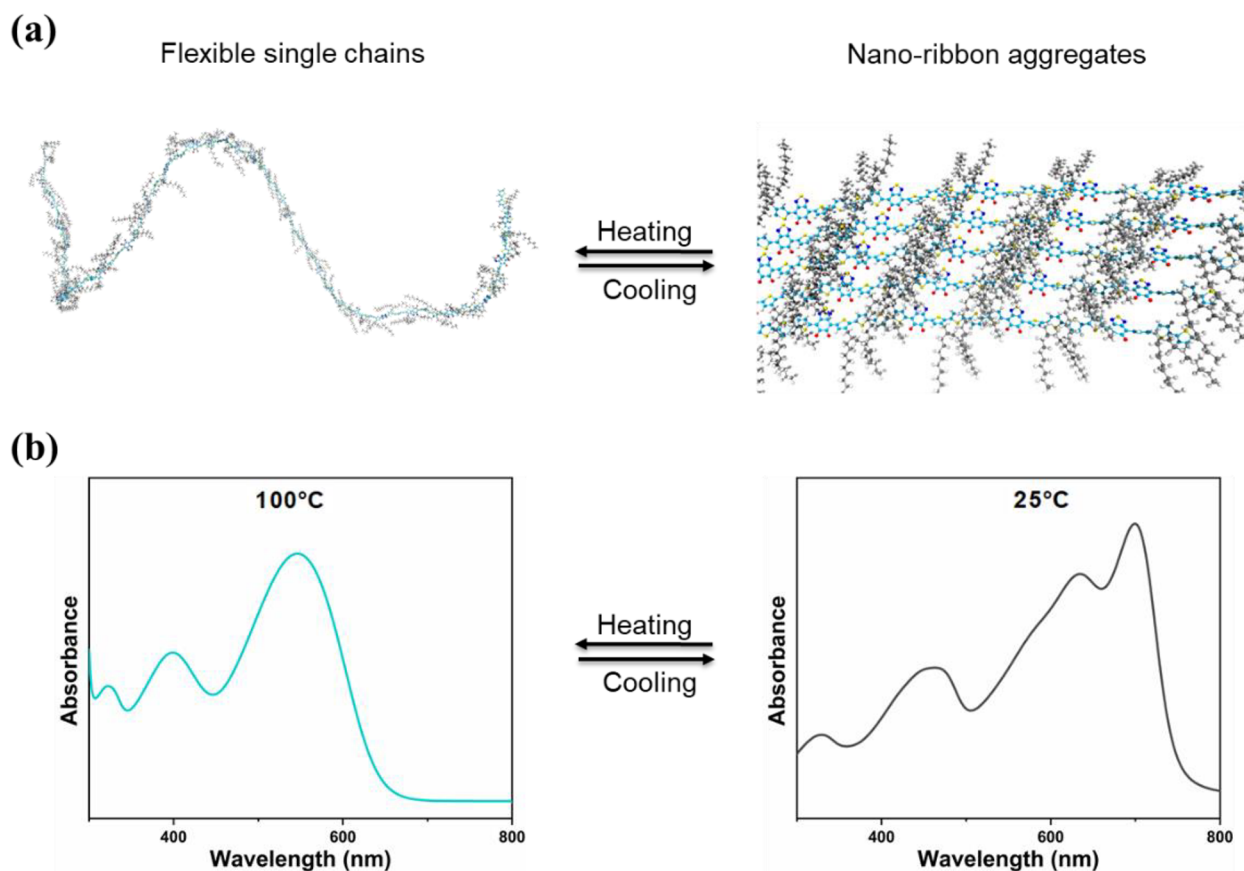 (a)
Flexible single chains
Nano-ribbon aggregates
Heating
Cooling
(b)
100°C
Absorbance
400
600
800
Wavelength (nm)
Heating
Cooling
25°C
Absorbance
400
600
800
Wavelength (nm)